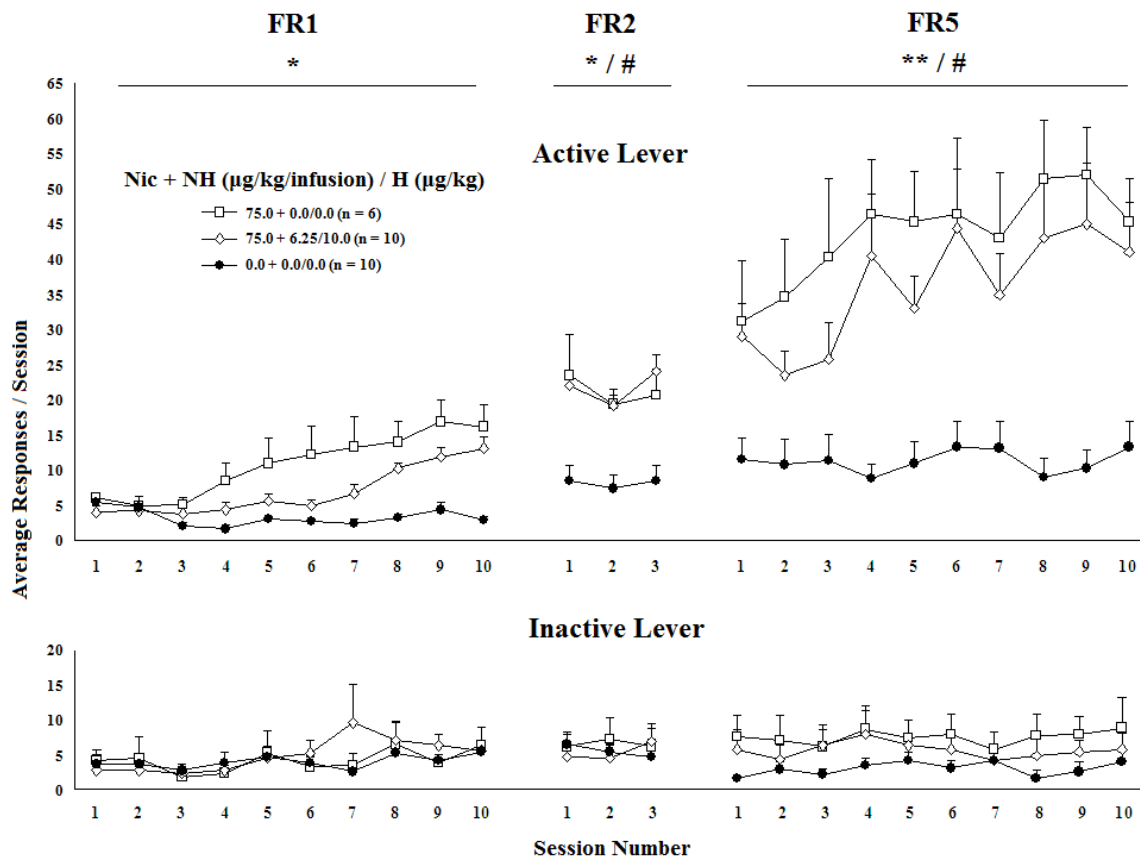 FR1 FR2 FR5
* * / # ** / #
65
60
55
50
45
40
35
30
25
20
15
10
5
0
Active Lever
Nic + NH (µg/kg/infusion) / H (µg/kg)
75.0 + 0.0/0.0 (n = 6)
75.0 + 6.25/10.0 (n = 10)
0.0 + 0.0/0.0 (n = 10)
Average Responses / Session
1 2 3 4 5 6 7 8 9 10 1 2 3 1 2 3 4 5 6 7 8 9 10
Inactive Lever
20
15
10
5
0
1 2 3 4 5 6 7 8 9 10 1 2 3 1 2 3 4 5 6 7 8 9 10
Session Number